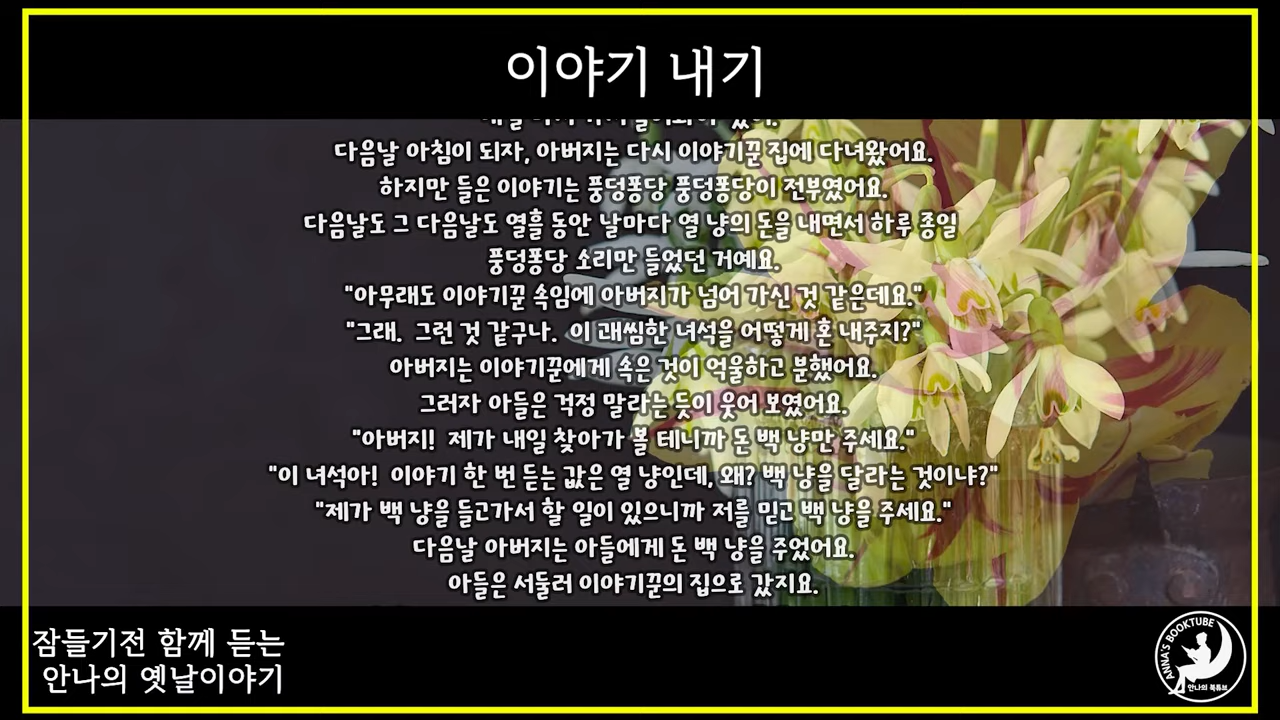 이야기 내기
다음날 아침이 되자, 아버지는 다시 이야기꾼 집에 다녀왔어요.
하지만 들은 이야기는 풍덩퐁당 풍덩퐁당이 전부였어요.
다음날도 그 다음날도 열흘 동안 날마다 열 냥의 돈을 내면서 하루 종일
풍덩퐁당 소리만 들었던 거예요.
"아무래도 이야기꾼 속임에 아버지가 넘어 가신 것 같은데요."
"그래. 그런 것 같구나. 이 괘씸한 녀석을 어떻게 혼 내주지?"
아버지는 이야기꾼에게 속은 것이 억울하고 분했어요.
그러자 아들은 걱정 말라는 듯이 웃어 보였어요.
"아버지! 제가 내일 찾아가 볼 테니까 돈 백 냥만 주세요."
"이 녀석아! 이야기 한 번 듣는 값은 열 냥인데, 왜? 백 냥을 달라는 것이냐?"
"제가 백 냥을 들고가서 할 일이 있으니까 저를 믿고 백 냥을 주세요."
다음날 아버지는 아들에게 돈 백 냥을 주었어요.
아들은 서둘러 이야기꾼의 집으로 갔지요.
잠들기전 함께 듣는
안나의 옛날이야기
ANNA'S BOOKTUBE
안나의 북튜브